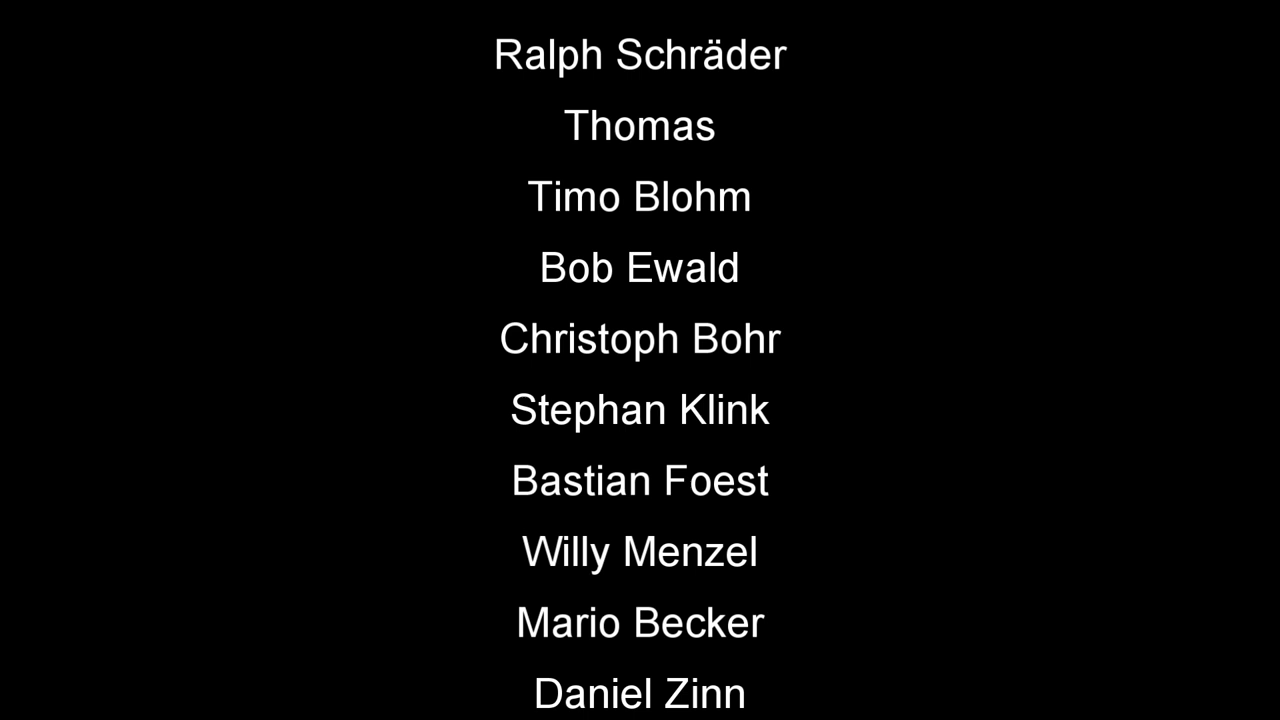 Ralph Schräder
Thomas
Timo Blohm
Bob Ewald
Christoph Bohr
Stephan Klink
Bastian Foest
Willy Menzel
Mario Becker
Daniel Zinn